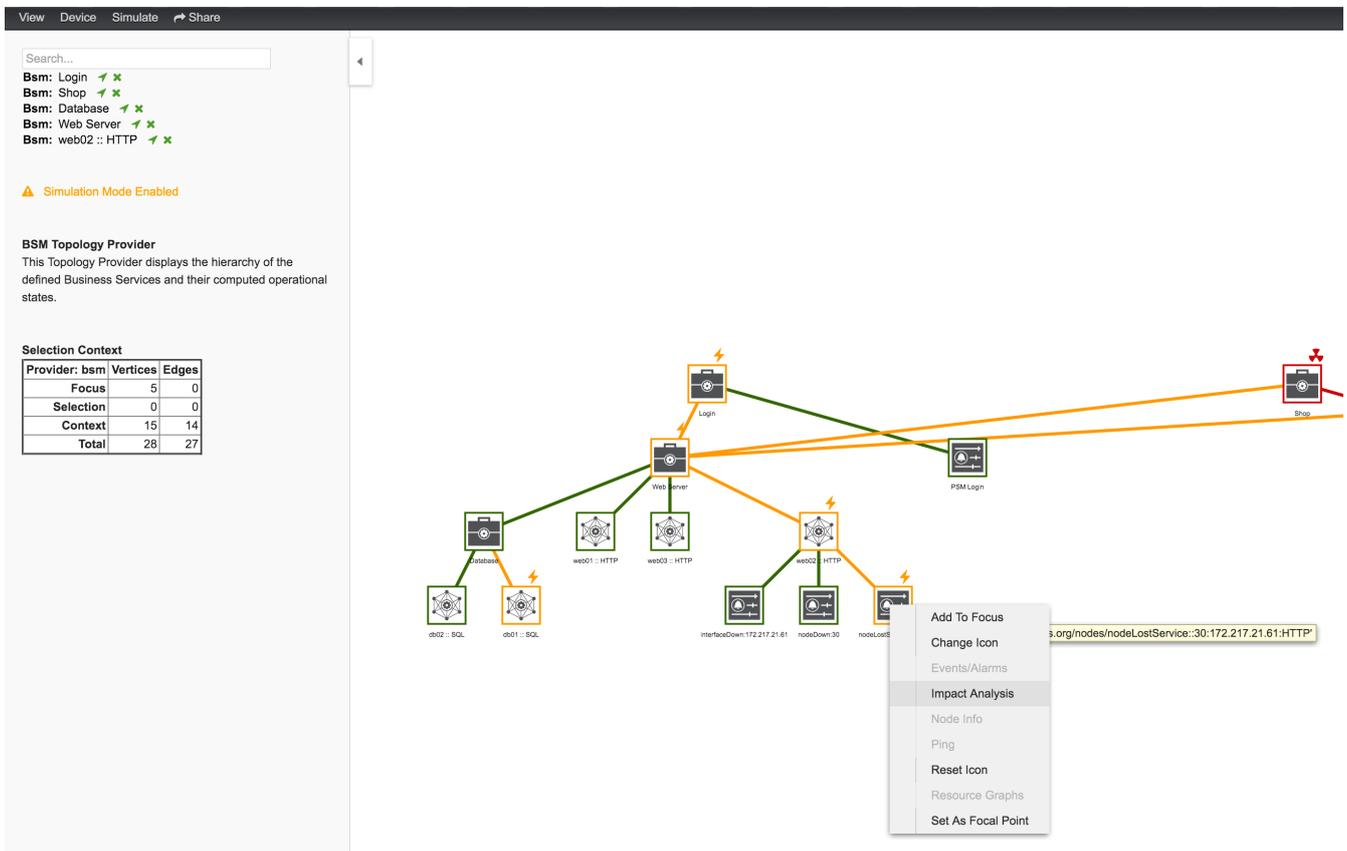 View Device Simulate Share
Search...
Bsm: Login
Bsm: Shop
Bsm: Database
Bsm: Web Server
Bsm: web02 :: HTTP
Simulation Mode Enabled
BSM Topology Provider
This Topology Provider displays the hierarchy of the
defined Business Services and their computed operational
states.
Selection Context
Provider: bsm Vertices Edges
Focus 5 0
Selection 0 0
Context 15 14
Total 28 27
Login
Shop
Web Server
PSM Login
Database
web01 :: HTTP
web03 :: HTTP
web02 :: HTTP
db02 :: SQL
db01 :: SQL
interfaceDown:172.217.21.61
nodeDown:30
s.org/nodes/nodeLostService::30:172.217.21.61:HTTP'
Add To Focus
Change Icon
Events/Alarms
Impact Analysis
Node Info
Ping
Reset Icon
Resource Graphs
Set As Focal Point